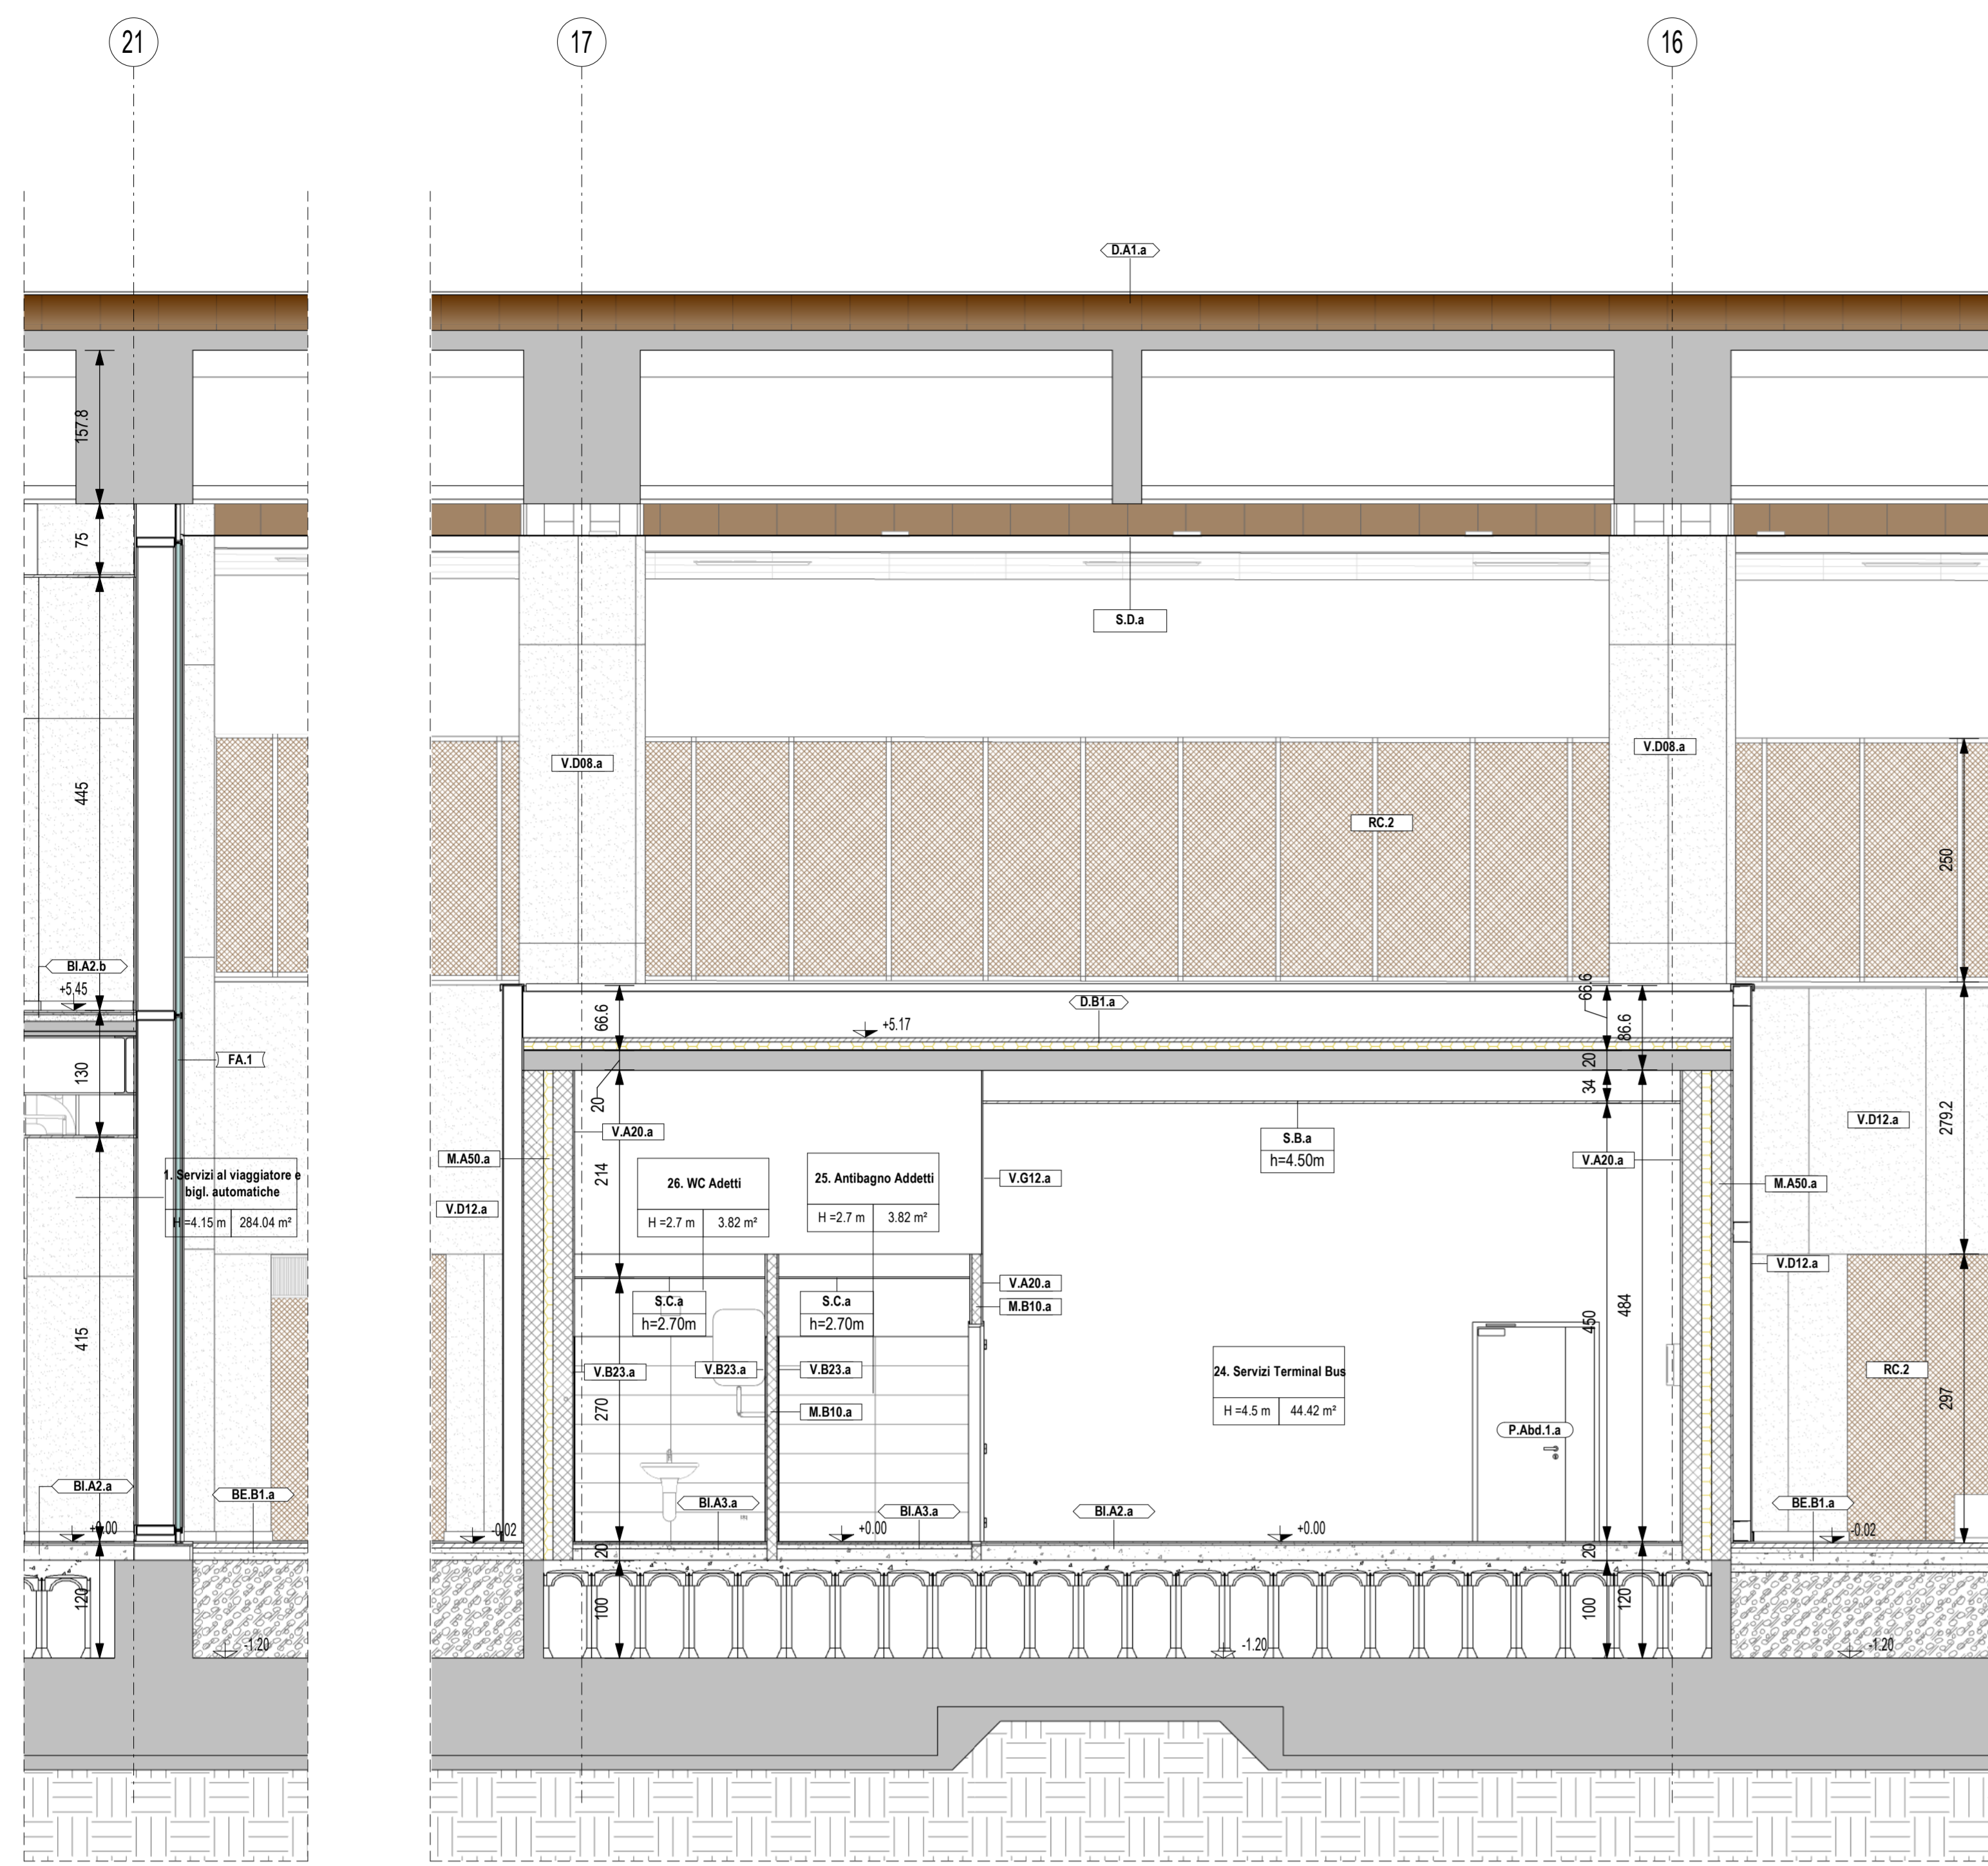 21
17
16
D.A1.a
157.8
75
S.D.a
V.D08.a
V.D08.a
445
RC.2
250
BI.A2.b
+5.45
66.6
D.B1.a
66.6
86.6
+5.17
FA.1
130
20
20
34
V.A20.a
S.B.a
h=4.50m
V.A20.a
279.2
V.D12.a
M.A50.a
214
1. Servizi al viaggiatore e
bigl. automatiche
H =4.15 m 284.04 m²
26. WC Adetti
H =2.7 m 3.82 m²
25. Antibagno Addetti
H =2.7 m 3.82 m²
V.G12.a
M.A50.a
V.D12.a
V.D12.a
V.A20.a
M.B10.a
S.C.a
h=2.70m
S.C.a
h=2.70m
415
450
484
V.B23.a
V.B23.a
V.B23.a
24. Servizi Terminal Bus
H =4.5 m 44.42 m²
RC.2
297
270
M.B10.a
P.Abd.1.a
BI.A2.a
BE.B1.a
BI.A3.a
BI.A3.a
BI.A2.a
BE.B1.a
+0.00
-0.02
+0.00
+0.00
-0.02
20
20
120
100
100
120
-1.20
-1.20
-1.20